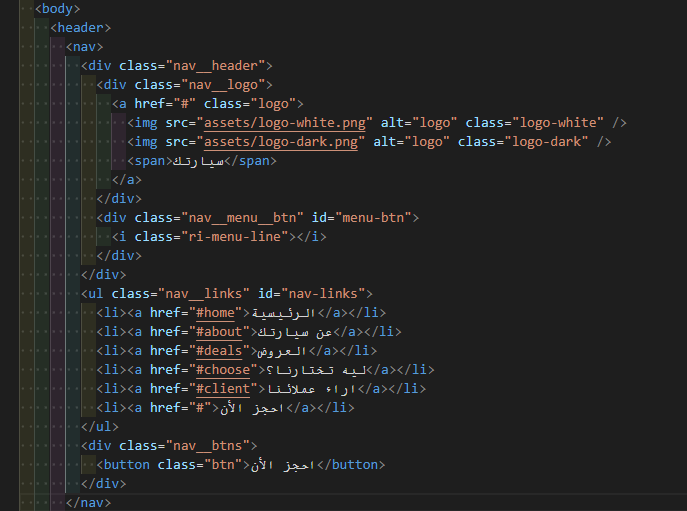 <body>
<header>
<nav>
<div class="nav__header">
<div class="nav__logo">
<a href="#" class="logo">
<img src="assets/logo-white.png" alt="logo" class="logo-white" />
<img src="assets/logo-dark.png" alt="logo" class="logo-dark" />
<span>سيارتك</span>
</a>
</div>
<div class="nav__menu__btn" id="menu-btn">
<i class="ri-menu-line"></i>
</div>
</div>
<ul class="nav__links" id="nav-links">
<li><a href="#home">الرئيسية</a></li>
<li><a href="#about">عن سيارتك</a></li>
<li><a href="#deals">العروض</a></li>
<li><a href="#choose">ليه تختارنا؟</a></li>
<li><a href="#client">اراء عملائنا</a></li>
<li><a href="#">احجز الأن</a></li>
</ul>
<div class="nav__btns">
<button class="btn">احجز الأن</button>
</div>
</nav>